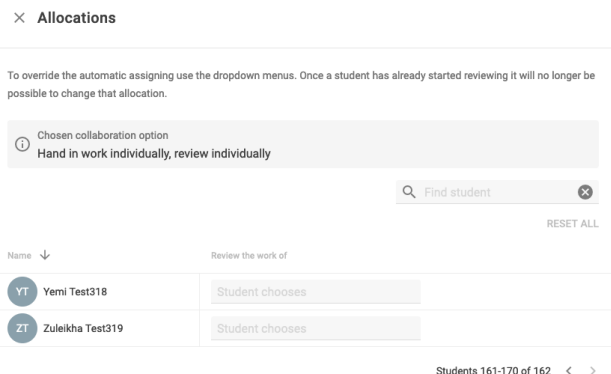 Allocations
To override the automatic assigning use the dropdown menus. Once a student has already started reviewing it will no longer be
possible to change that allocation.
Chosen collaboration option
Hand in work individually, review individually
Find student
RESET ALL
Name Review the work of
YT Yemi Test318 Student chooses
ZT Zuleikha Test319 Student chooses
Students 161-170 of 162